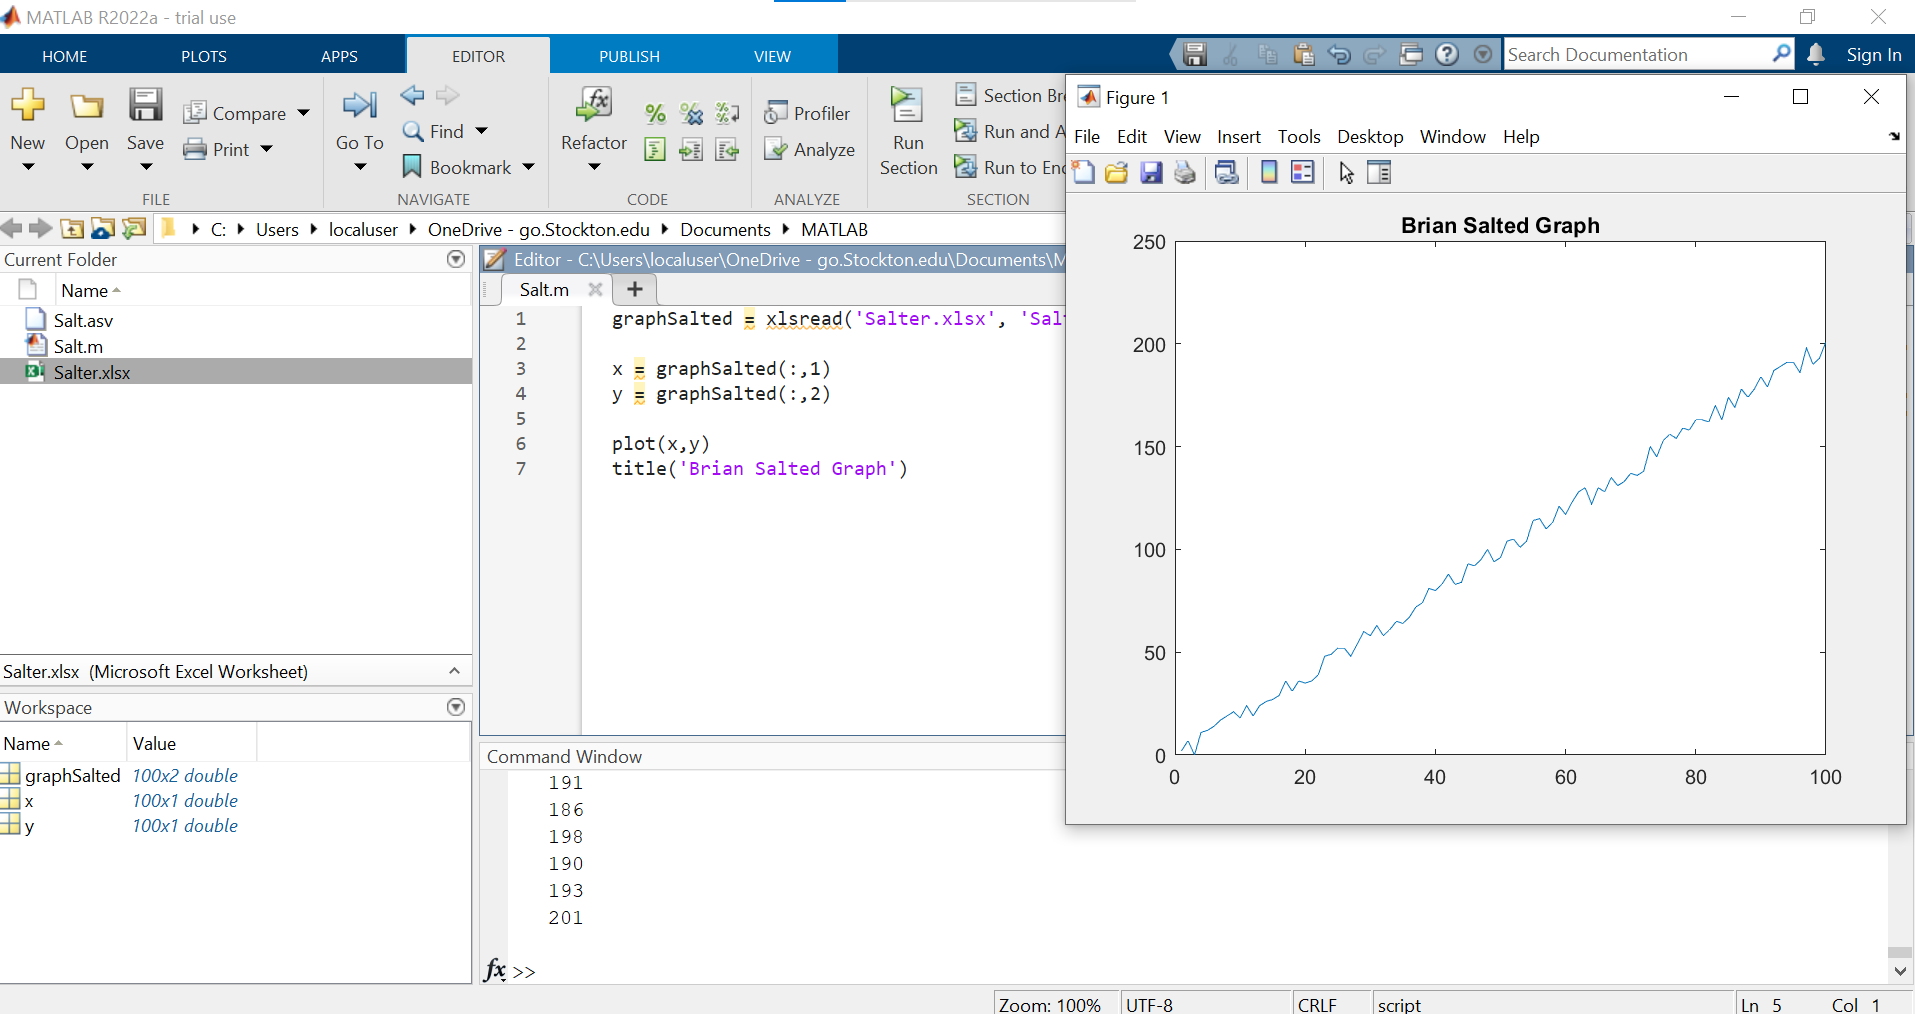 MATLAB R2022a - trial use
HOME PLOTS APPS EDITOR PUBLISH VIEW
Search Documentation
Sign In
New Open Save
Compare
Print
FILE
Go To
Find
Bookmark
NAVIGATE
Refactor
CODE
Profiler
Analyze
ANALYZE
Run
Section
Section Br
Run and A
Run to En
SECTION
C: Users localuser OneDrive - go.Stockton.edu Documents MATLAB
Current Folder
Name
Salt.asv
Salt.m
Salter.xlsx
Salter.xlsx (Microsoft Excel Worksheet)
Workspace
Name Value
graphSalted 100x2 double
x 100x1 double
y 100x1 double
Editor - C:\Users\localuser\OneDrive - go.Stockton.edu\Documents\M
Salt.m
1 graphSalted = xlsread('Salter.xlsx', 'Sal
2
3 x = graphSalted(:,1)
4 y = graphSalted(:,2)
5
6 plot(x,y)
7 title('Brian Salted Graph')
Command Window
191
186
198
190
193
201
fx >>
Figure 1
File Edit View Insert Tools Desktop Window Help
Brian Salted Graph
250
200
150
100
50
0
0 20 40 60 80 100
Zoom: 100% UTF-8 CRLF script Ln 5 Col 1